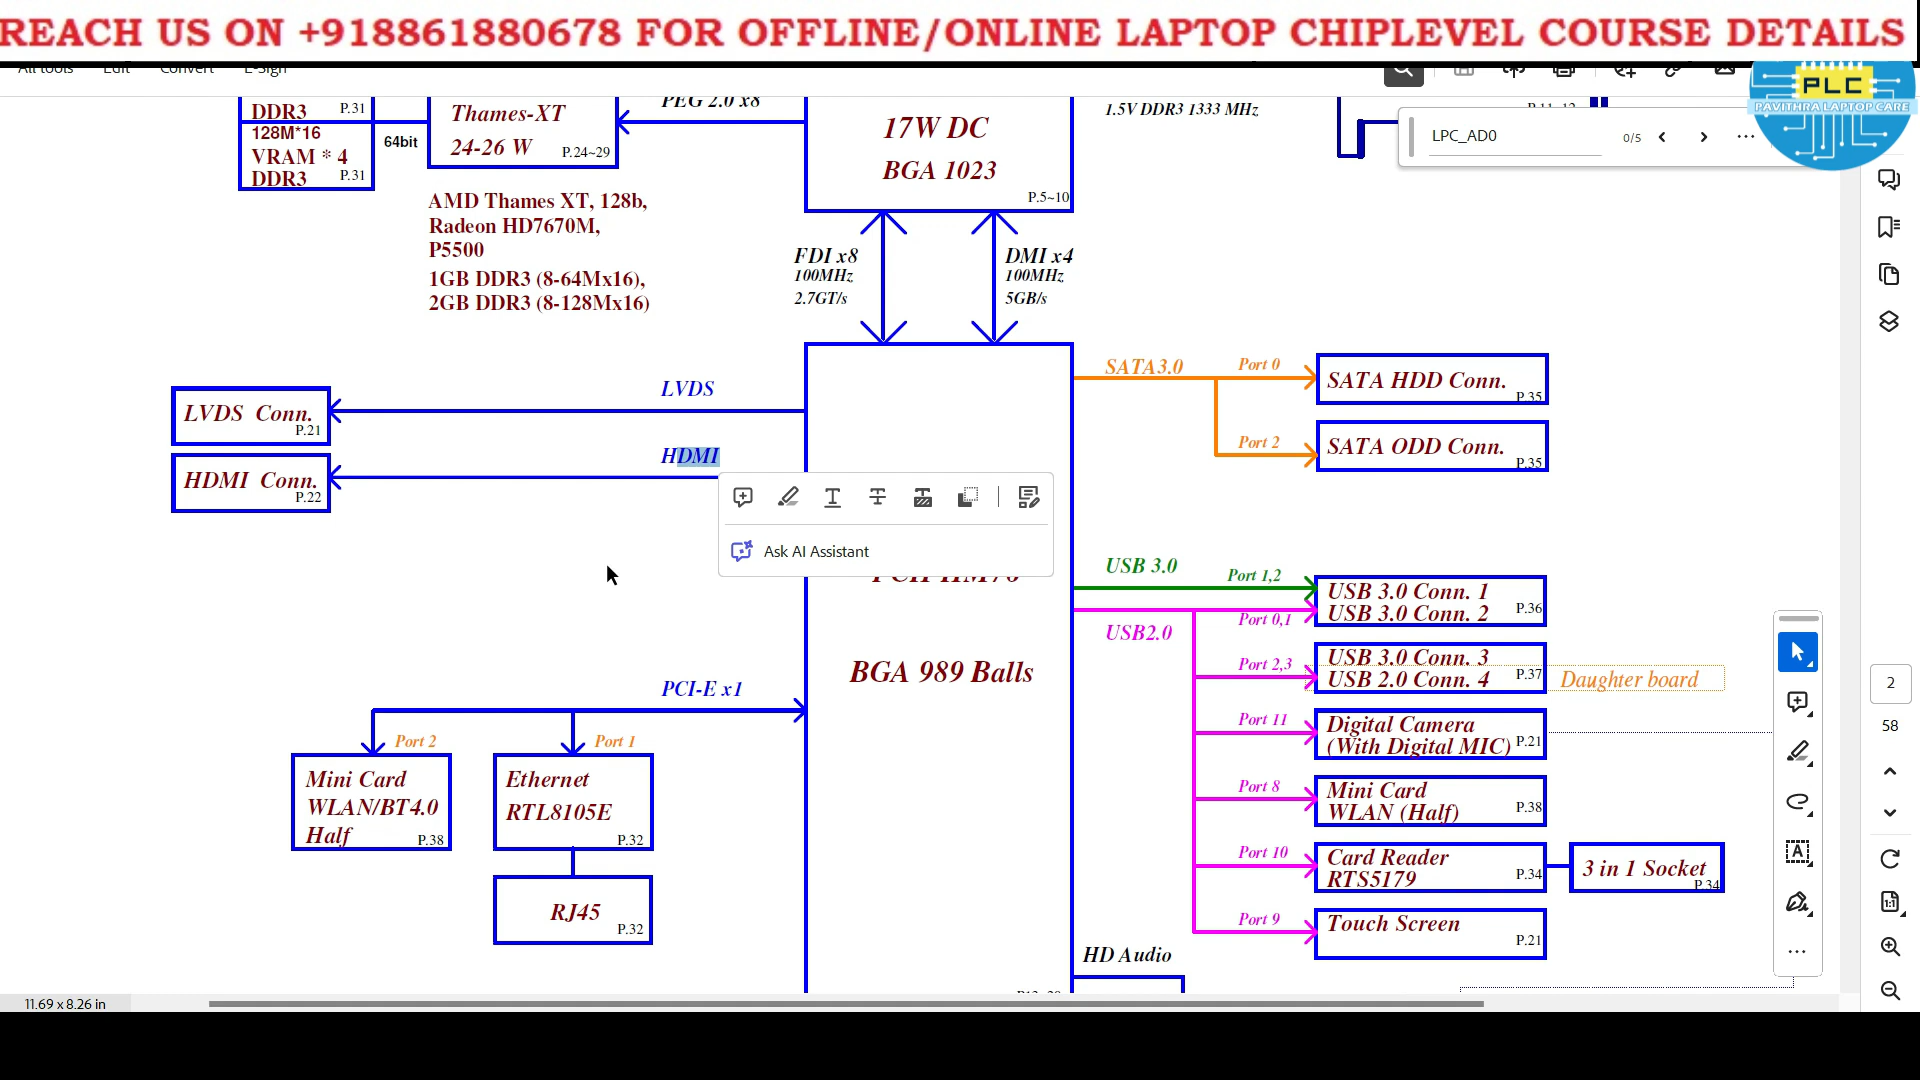 REACH US ON +918861880678 FOR OFFLINE/ONLINE LAPTOP CHIPLEVEL COURSE DETAILS
All tools Edit Convert E-Sign
PLC
PAVITHRA LAPTOP CARE
LPC_AD0 0/5
DDR3 P.31
128M*16
VRAM * 4
DDR3 P.31
64bit
Thames-XT
24-26 W P.24~29
PEG 2.0 x8
17W DC
BGA 1023
P.5~10
1.5V DDR3 1333 MHz
P.11~12
AMD Thames XT, 128b,
Radeon HD7670M,
P5500
1GB DDR3 (8-64Mx16),
2GB DDR3 (8-128Mx16)
FDI x8
100MHz
2.7GT/s
DMI x4
100MHz
5GB/s
LVDS
LVDS Conn.
P.21
HDMI
HDMI Conn.
P.22
Ask AI Assistant
PCH HM76
BGA 989 Balls
SATA3.0
Port 0
SATA HDD Conn.
P.35
Port 2
SATA ODD Conn.
P.35
USB 3.0
Port 1,2
USB 3.0 Conn. 1
USB 3.0 Conn. 2
P.36
Port 0,1
USB2.0
Port 2,3
USB 3.0 Conn. 3
USB 2.0 Conn. 4
P.37
Daughter board
Port 11
Digital Camera
(With Digital MIC)
P.21
Port 8
Mini Card
WLAN (Half)
P.38
Port 10
Card Reader
RTS5179
P.34
3 in 1 Socket
P.34
Port 9
Touch Screen
P.21
PCI-E x1
Port 2
Port 1
Mini Card
WLAN/BT4.0
Half
P.38
Ethernet
RTL8105E
P.32
RJ45
P.32
HD Audio
2
58
11.69 x 8.26 in